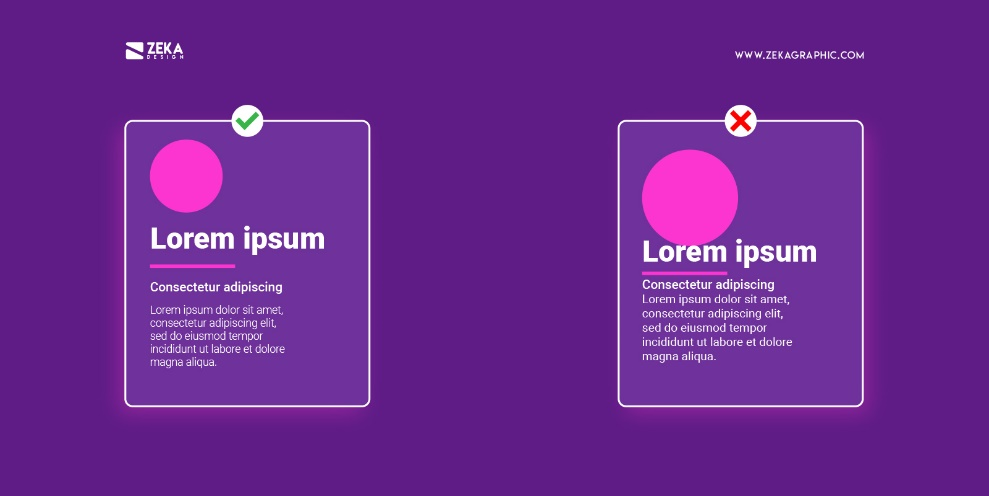 ZEKA
DESIGN
WWW.ZEKAGRAPHIC.COM
Lorem ipsum
Consectetur adipiscing
Lorem ipsum dolor sit amet,
consectetur adipiscing elit,
sed do eiusmod tempor
incididunt ut labore et dolore
magna aliqua.
Lorem ipsum
Consectetur adipiscing
Lorem ipsum dolor sit amet,
consectetur adipiscing elit,
sed do eiusmod tempor
incididunt ut labore et dolore
magna aliqua.